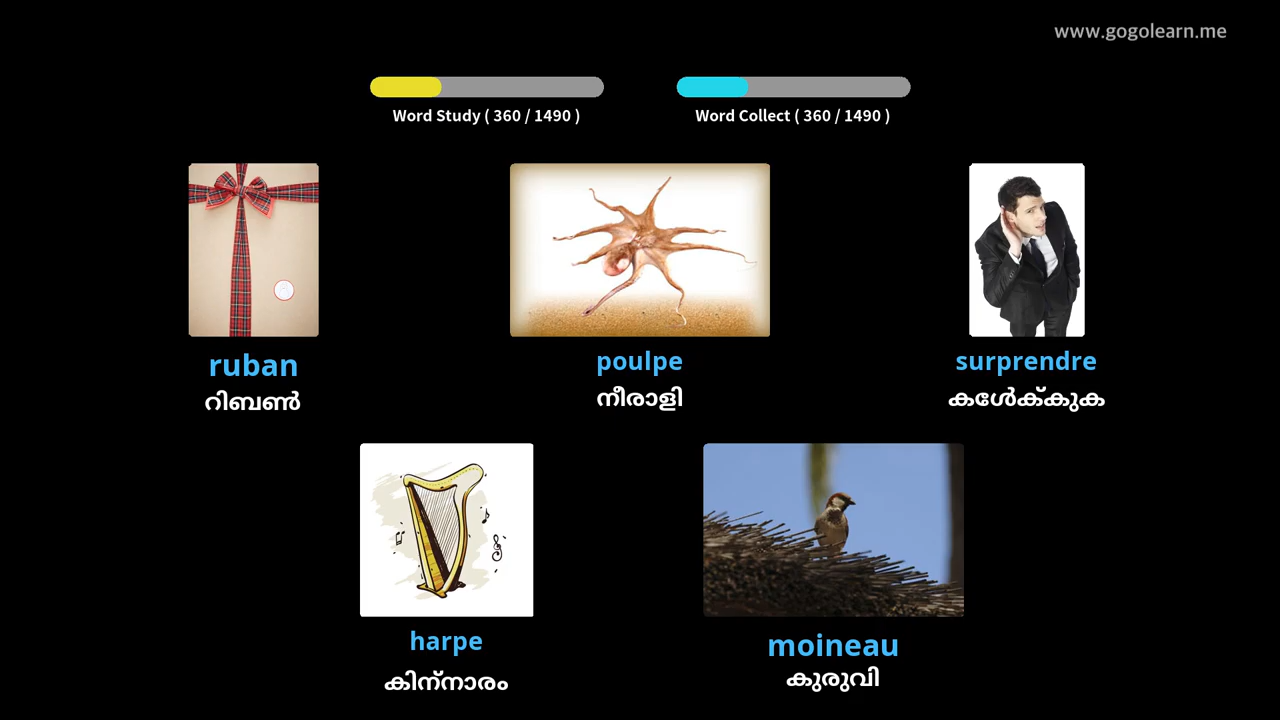 www.gogolearn.me
Word Study ( 360 / 1490 )
Word Collect ( 360 / 1490 )
ruban
റിബൺ
poulpe
നീരാളി
surprendre
കേൾക്കുക
harpe
കിന്നാരം
moineau
കുരുവി